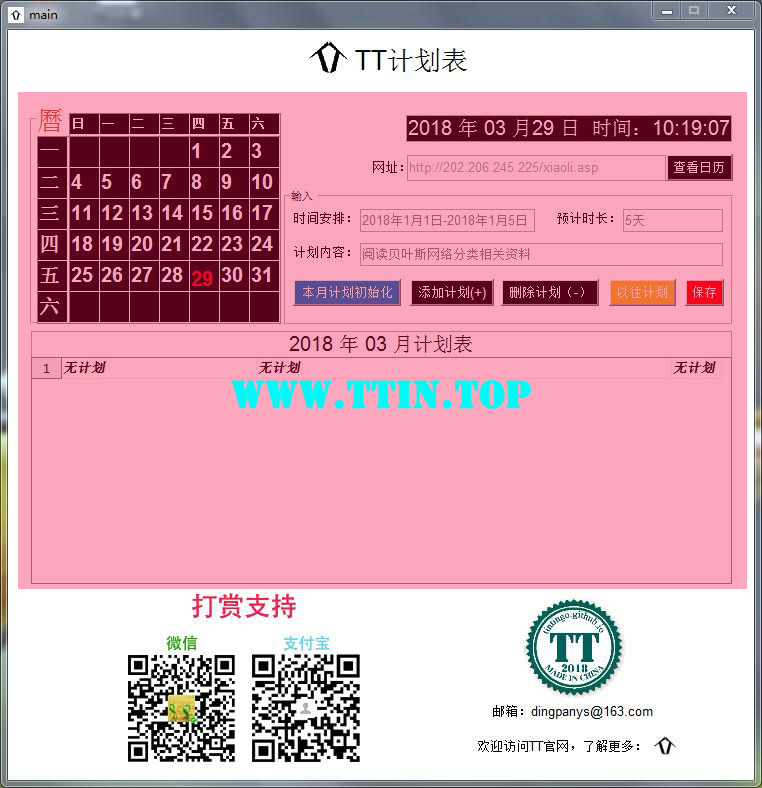 main
TT计划表
曆 日 一 二 三 四 五 六
一 1 2 3
二 4 5 6 7 8 9 10
三 11 12 13 14 15 16 17
四 18 19 20 21 22 23 24
五 25 26 27 28 29 30 31
六
2018 年 03 月29 日 时间：10:19:07
网址：http://202.206.245.225/xiaoli.asp 查看日历
输入
时间安排：2018年1月1日-2018年1月5日 预计时长：5天
计划内容：阅读贝叶斯网络分类相关资料
本月计划初始化 添加计划(+) 删除计划（-） 以往计划 保存
2018 年 03 月计划表
1 无计划 无计划 无计划
WWW.TTIN.TOP
打赏支持
微信 支付宝
tintingo-github.io
TT
2018
MADE IN CHINA
邮箱：dingpanys@163.com
欢迎访问TT官网，了解更多：